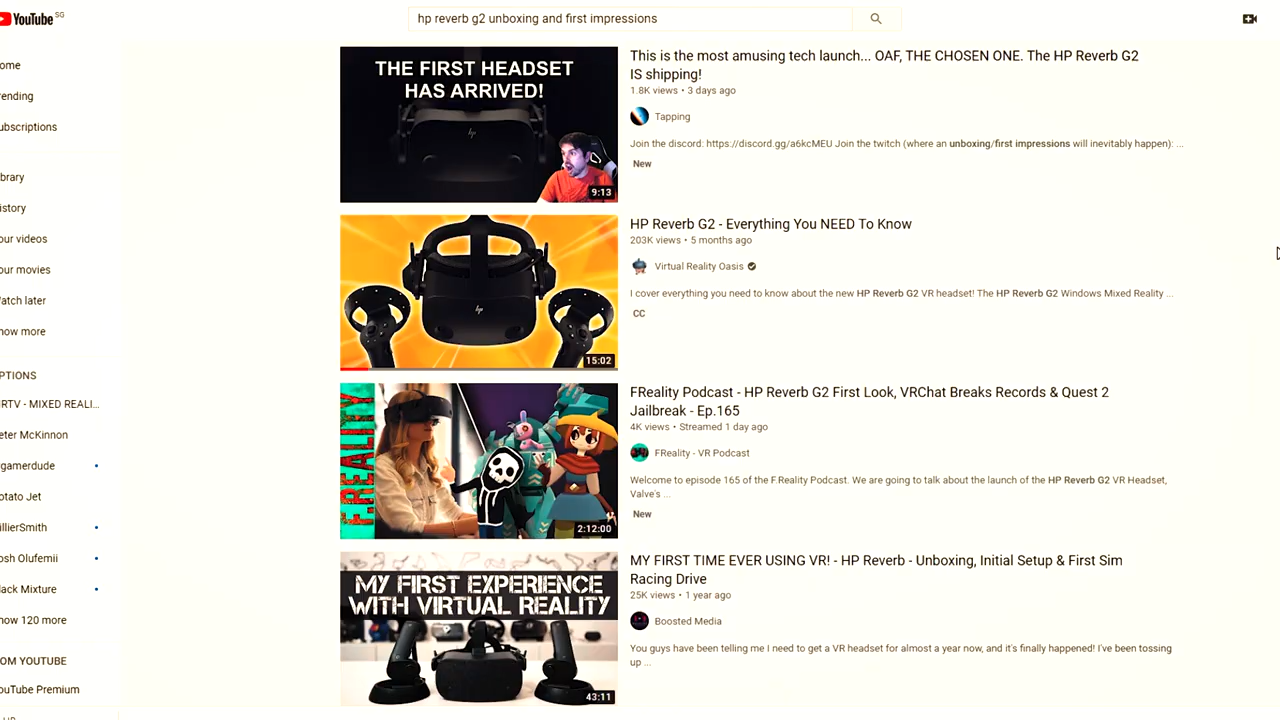 YouTube SG
hp reverb g2 unboxing and first impressions
ome
rending
ubscriptions
brary
istory
our videos
our movies
atch later
how more
PTIONS
RTV - MIXED REALI...
eter McKinnon
gamerdude
otato Jet
illierSmith
osh Olufemii
lack Mixture
how 120 more
OM YOUTUBE
ouTube Premium
THE FIRST HEADSET
HAS ARRIVED!
hp
9:13
This is the most amusing tech launch... OAF, THE CHOSEN ONE. The HP Reverb G2
IS shipping!
1.8K views • 3 days ago
Tapping
Join the discord: https://discord.gg/a6kcMEU Join the twitch (where an unboxing/first impressions will inevitably happen): ...
New
hp
15:02
HP Reverb G2 - Everything You NEED To Know
203K views • 5 months ago
Virtual Reality Oasis
I cover everything you need to know about the new HP Reverb G2 VR headset! The HP Reverb G2 Windows Mixed Reality ...
CC
F.REALITY
2:12:00
FReality Podcast - HP Reverb G2 First Look, VRChat Breaks Records & Quest 2
Jailbreak - Ep.165
4K views • Streamed 1 day ago
FReality - VR Podcast
Welcome to episode 165 of the F.Reality Podcast. We are going to talk about the launch of the HP Reverb G2 VR Headset,
Valve's ...
New
MY FIRST EXPERIENCE
WITH VIRTUAL REALITY
43:11
MY FIRST TIME EVER USING VR! - HP Reverb - Unboxing, Initial Setup & First Sim
Racing Drive
25K views • 1 year ago
Boosted Media
You guys have been telling me I need to get a VR headset for almost a year now, and it's finally happened! I've been tossing
up ...